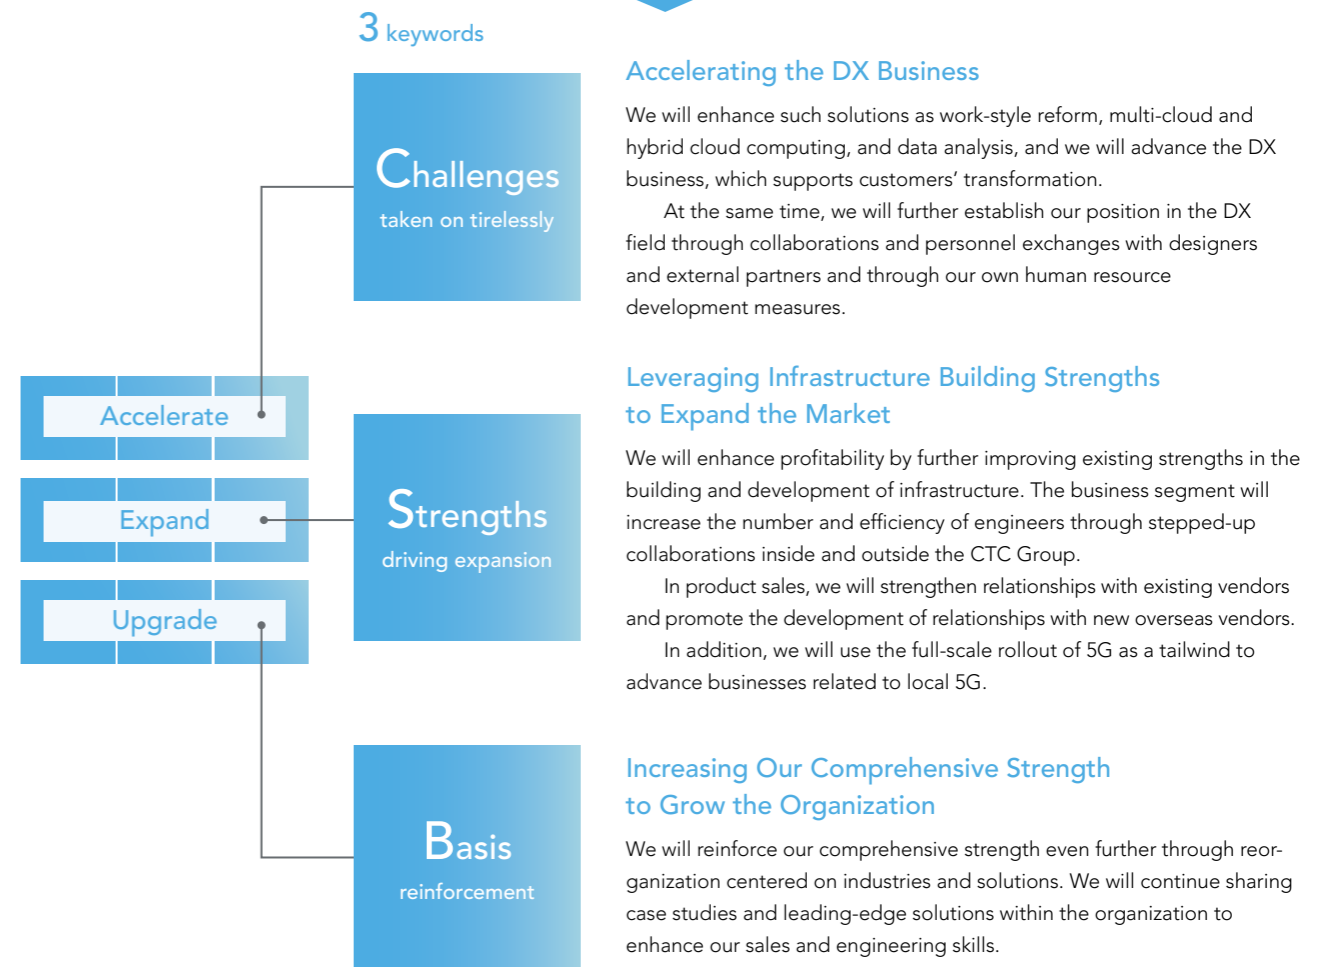 3 keywords
Challenges
taken on tirelessly
Accelerating the DX Business
We will enhance such solutions as work-style reform, multi-cloud and
hybrid cloud computing, and data analysis, and we will advance the DX
business, which supports customers’ transformation.
At the same time, we will further establish our position in the DX
field through collaborations and personnel exchanges with designers
and external partners and through our own human resource
development measures.
Accelerate
Expand
Upgrade
Strengths
driving expansion
Leveraging Infrastructure Building Strengths
to Expand the Market
We will enhance profitability by further improving existing strengths in the
building and development of infrastructure. The business segment will
increase the number and efficiency of engineers through stepped-up
collaborations inside and outside the CTC Group.
In product sales, we will strengthen relationships with existing vendors
and promote the development of relationships with new overseas vendors.
In addition, we will use the full-scale rollout of 5G as a tailwind to
advance businesses related to local 5G.
Basis
reinforcement
Increasing Our Comprehensive Strength
to Grow the Organization
We will reinforce our comprehensive strength even further through reor-
ganization centered on industries and solutions. We will continue sharing
case studies and leading-edge solutions within the organization to
enhance our sales and engineering skills.